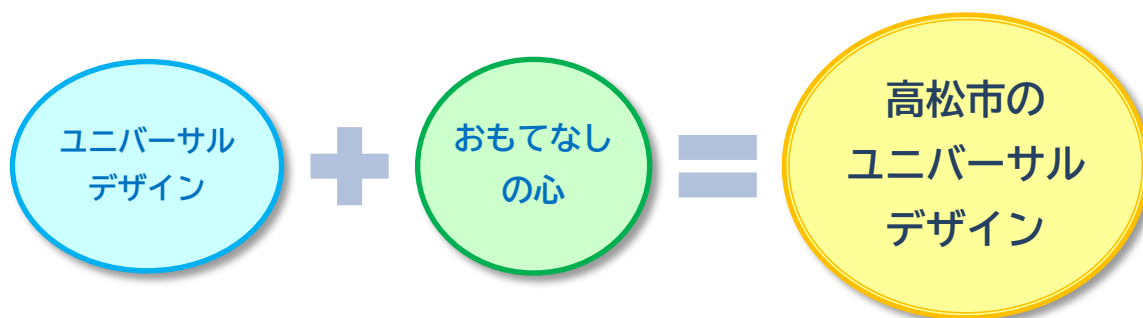 ユニバーサル
デザイン
おもてなし
の心
高松市の
ユニバーサル
デザイン